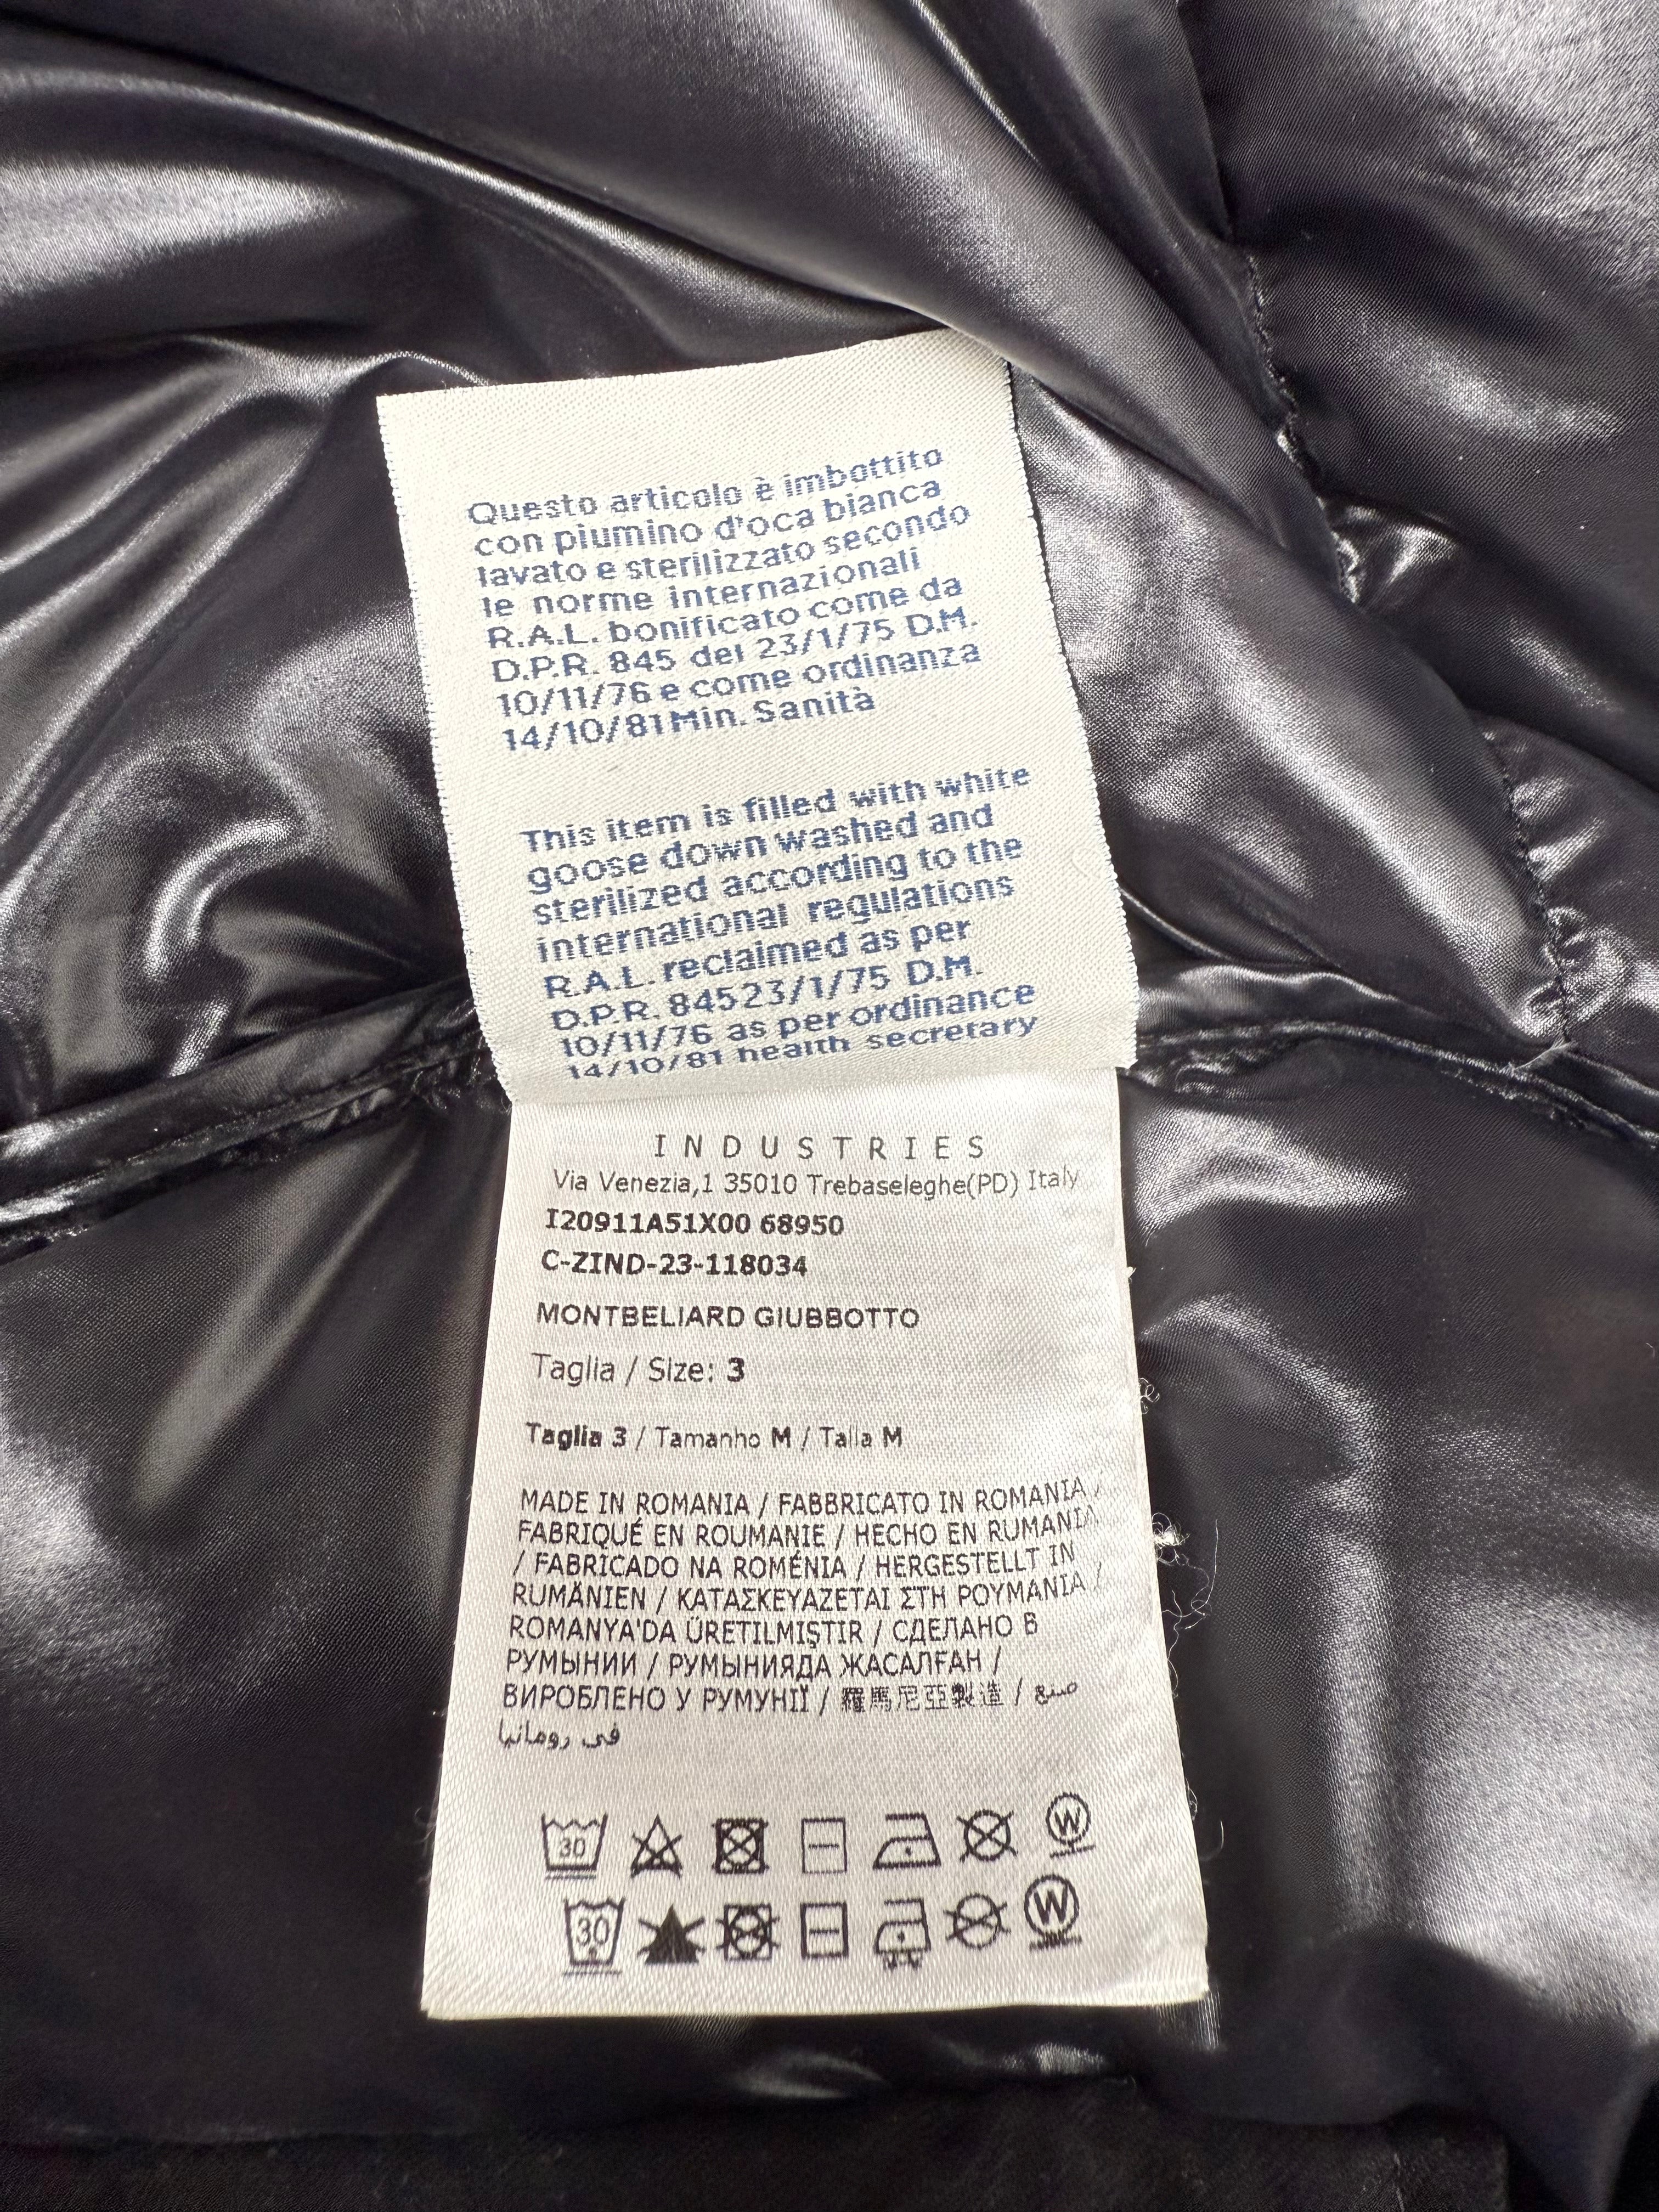 Questo articolo è imbottito
con piumino d'oca bianca
lavato e sterilizzato secondo
le norme internazionali
R.A.L. bonificato come da
D.P.R. 845 del 23/1/75 D.M.
10/11/76 e come ordinanza
14/10/81 Min. Sanità
This item is filled with white
goose down washed and
sterilized according to the
international regulations
R.A.L. reclaimed as per
D.P.R. 84523/1/75 D.M.
10/11/76 as per ordinance
14/10/81 health secretary
INDUSTRIES
Via Venezia,1 35010 Trebaseleghe(PD) Italy
I20911A51X00 68950
C-ZIND-23-118034
MONTBELIARD GIUBBOTTO
Taglia / Size: 3
Taglia 3 / Tamanho M / Talla M
MADE IN ROMANIA / FABBRICATO IN ROMANIA /
FABRIQUÉ EN ROUMANIE / HECHO EN RUMANIA
/ FABRICADO NA ROMÉNIA / HERGESTELLT IN
RUMÄNIEN / ΚΑΤΑΣΚΕΥΑΖΕΤΑΙ ΣΤΗ ΡΟΥΜΑΝΙΑ /
ROMANYA'DA ÜRETILMIŞTIR / СДЕЛАНО В
РУМЫНИИ / РУМЫНИЯДА ЖАСАЛҒАН /
ВИРОБЛЕНО У РУМУНІЇ / 羅馬尼亞製造 / صنع
في رومانيا
30 W
30 W